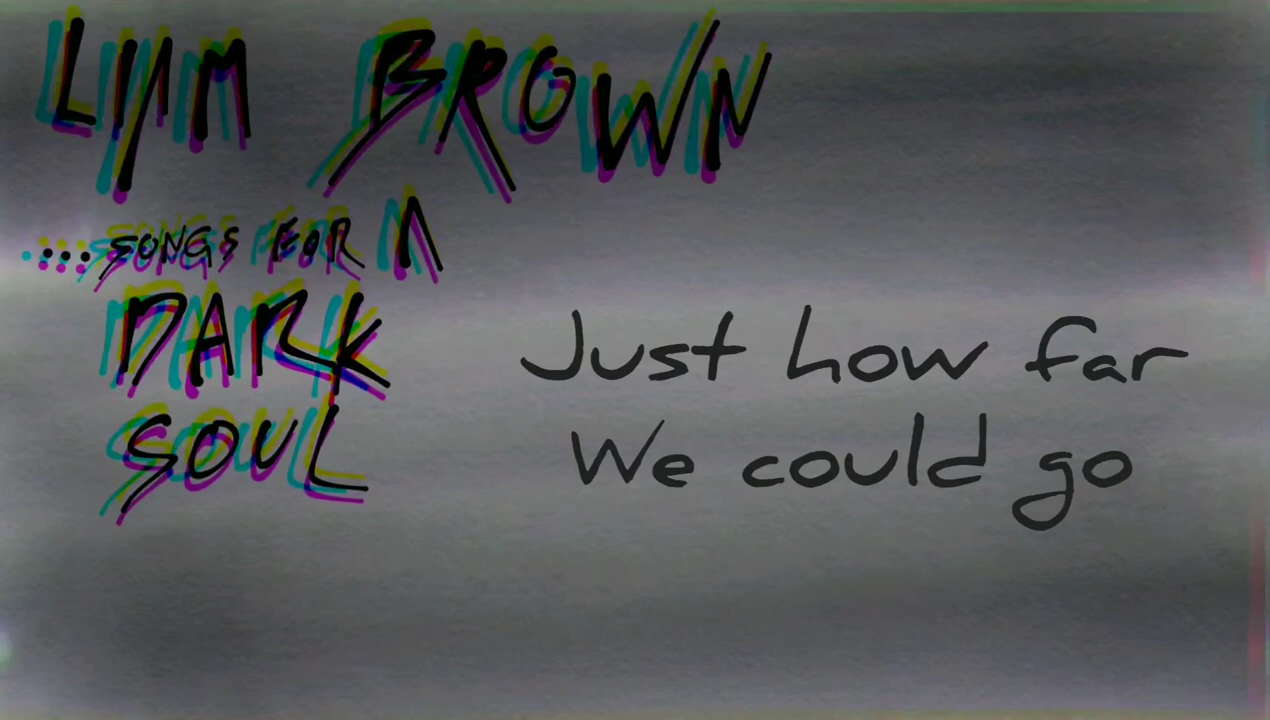 LIAM BROWN
...SONGS FOR A
DARK
SOUL
Just how far
We could go